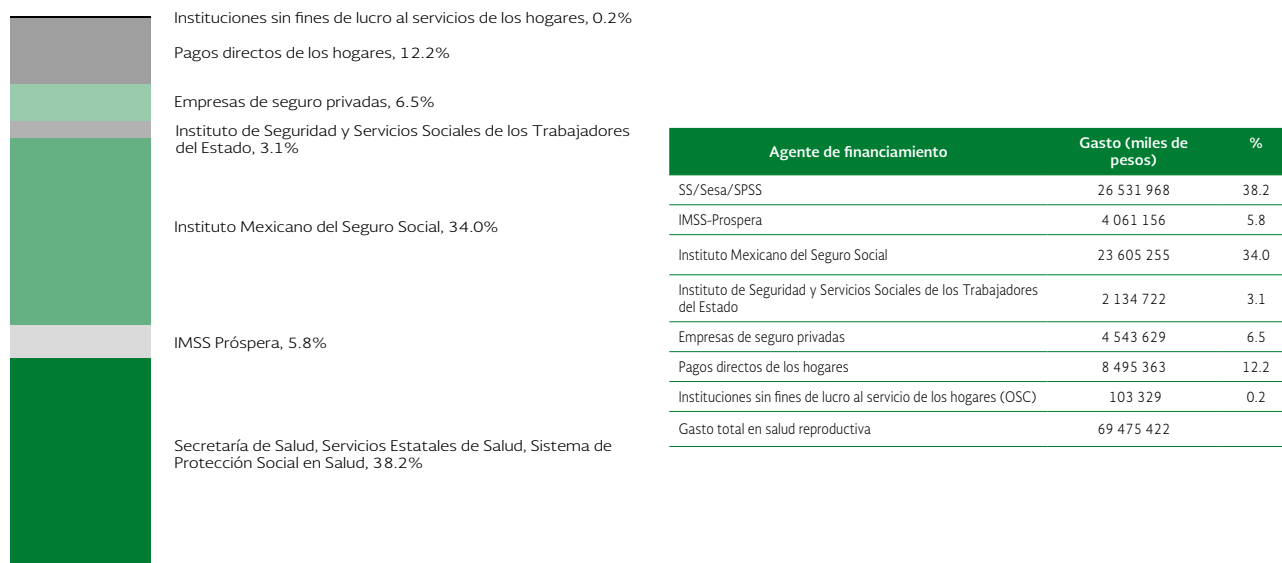 Instituciones sin fines de lucro al servicios de los hogares, 0.2%
Pagos directos de los hogares, 12.2%
Empresas de seguro privadas, 6.5%
Instituto de Seguridad y Servicios Sociales de los Trabajadores
del Estado, 3.1%
Instituto Mexicano del Seguro Social, 34.0%
IMSS Próspera, 5.8%
Secretaría de Salud, Servicios Estatales de Salud, Sistema de
Protección Social en Salud, 38.2%
Agente de financiamiento Gasto (miles de %
pesos)
SS/Sesa/SPSS 26 531 968 38.2
IMSS-Prospera 4 061 156 5.8
Instituto Mexicano del Seguro Social 23 605 255 34.0
Instituto de Seguridad y Servicios Sociales de los Trabajadores
del Estado 2 134 722 3.1
Empresas de seguro privadas 4 543 629 6.5
Pagos directos de los hogares 8 495 363 12.2
Instituciones sin fines de lucro al servicio de los hogares (OSC) 103 329 0.2
Gasto total en salud reproductiva 69 475 422